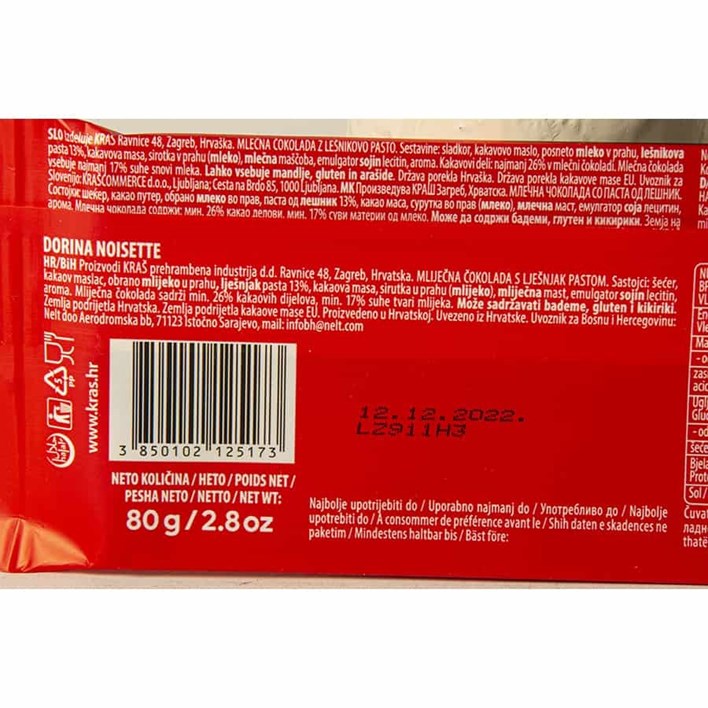 SLO Izdeluje KRAŠ Ravnice 48, Zagreb, Hrvaška. MLEČNA ČOKOLADA Z LEŠNIKOVO PASTO. Sestavine: sladkor, kakavovo maslo, posneto mleko v prahu, lešnikova
pasta 13%, kakavova masa, sirotka v prahu (mleko), mlečna maščoba, emulgator sojin lecitin, aroma. Kakavovi deli: najmanj 26% v mlečni čokoladi. Mlečna čokolada
vsebuje najmanj 17% suhe snovi mleka. Lahko vsebuje mandlje, gluten in arašide. Država porekla Hrvaška. Država porekla kakavove mase EU. Uvoznik za
Slovenijo: KRAŠCOMMERCE d.o.o., Ljubljana; Cesta na Brdo 85, 1000 Ljubljana. МК Произведува КРАШ Загреб, Хрватска. МЛЕЧНА ЧОКОЛАДА СО ПАСТА ОД ЛЕШНИК.
Состојки: шеќер, какао путер, обрано млеко во прав, паста од лешник 13%, какао маса, сурутка во прав (млеко), млечна маст, емулгатор соја лецитин,
арома. Млечна чоколада содржи: мин. 26% какао делови, мин. 17% суви материи од млеко. Може да содржи бадеми, глутен и кикирики. Земја на
DORINA NOISETTE
HR/BiH Proizvodi KRAŠ prehrambena industrija d.d. Ravnice 48, Zagreb, Hrvatska. MLIJEČNA ČOKOLADA S LJEŠNJAK PASTOM. Sastojci: šećer,
kakaov maslac, obrano mlijeko u prahu, lješnjak pasta 13%, kakaova masa, sirutka u prahu (mlijeko), mliječna mast, emulgator sojin lecitin,
aroma. Mliječna čokolada sadrži min. 26% kakaovih dijelova, min. 17% suhe tvari mlijeka. Može sadržavati bademe, gluten i kikiriki.
Zemlja podrijetla Hrvatska. Zemlja podrijetla kakaove mase EU. Proizvedeno u Hrvatskoj. Uvezeno iz Hrvatske. Uvoznik za Bosnu i Hercegovinu:
Nelt doo Aerodromska bb, 71123 Istočno Sarajevo, mail: infobh@nelt.com
www.kras.hr
5
PP
halal
3 850102 125173
12.12.2022.
LZ911H3
NETO KOLIČINA / НЕТО / POIDS NET /
PESHA NETO / NETTO / NET WT:
80 g / 2.8 oz
Najbolje upotrijebiti do / Uporabno najmanj do / Употребливо до / Najbolje
upotrebiti do / À consommer de préférence avant le / Shih daten e skadences ne
paketim / Mindestens haltbar bis / Bäst före: